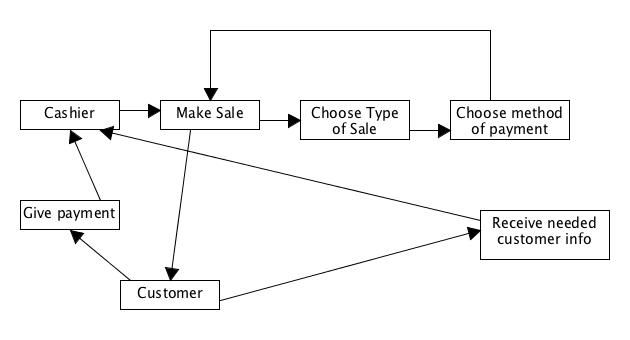 Cashier
Make Sale
Choose Type
of Sale
Choose method
of payment
Give payment
Receive needed
customer info
Customer